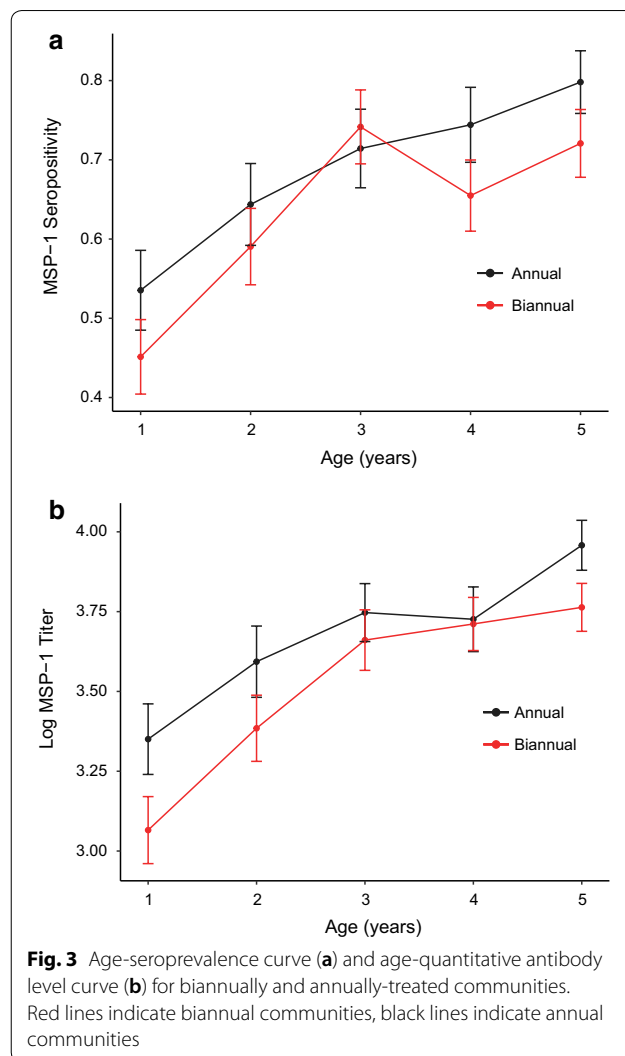 a
0.8
0.7
0.6
0.5
0.4
MSP−1 Seropositivity
Annual
Biannual
1 2 3 4 5
Age (years)
b
4.00
3.75
3.50
3.25
3.00
Log MSP−1 Titer
Annual
Biannual
1 2 3 4 5
Age (years)
Fig. 3 Age-seroprevalence curve (a) and age-quantitative antibody
level curve (b) for biannually and annually-treated communities.
Red lines indicate biannual communities, black lines indicate annual
communities